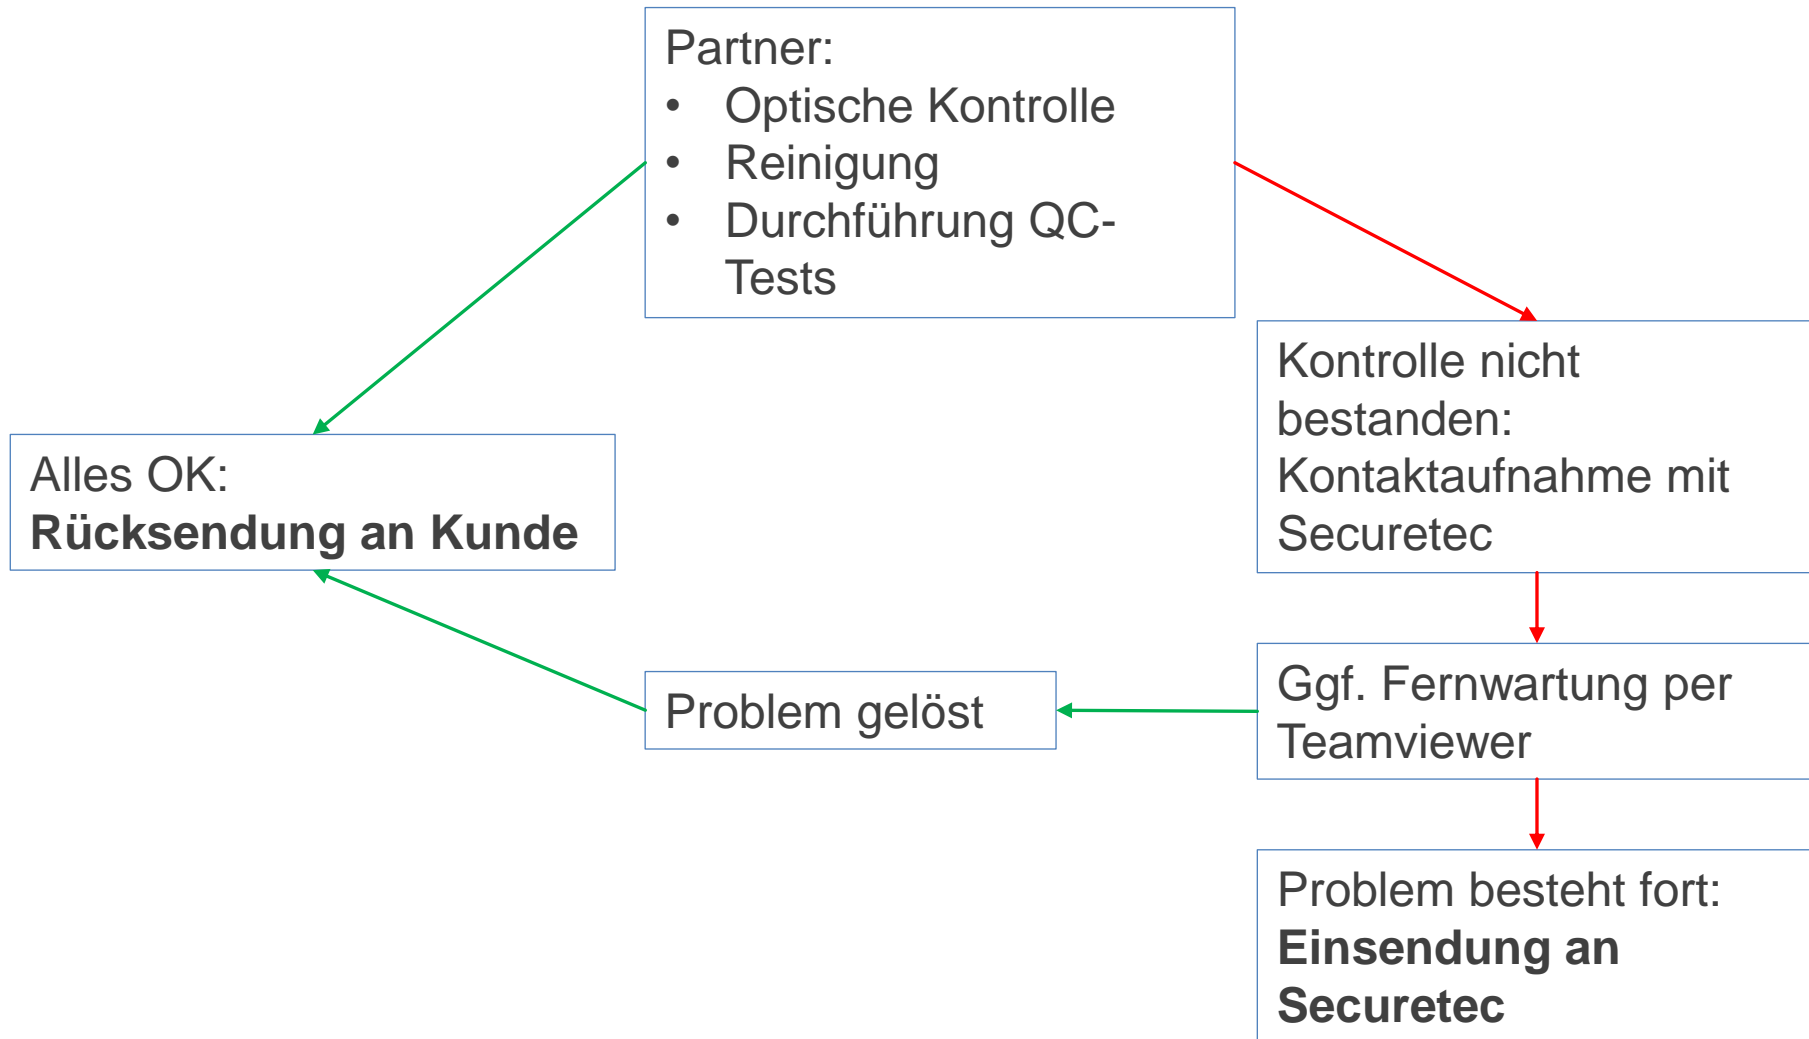 Partner:
• Optische Kontrolle
• Reinigung
• Durchführung QC-
Tests
Kontrolle nicht
bestanden:
Kontaktaufnahme mit
Securetec
Alles OK:
Rücksendung an Kunde
Problem gelöst
Ggf. Fernwartung per
Teamviewer
Problem besteht fort:
Einsendung an
Securetec